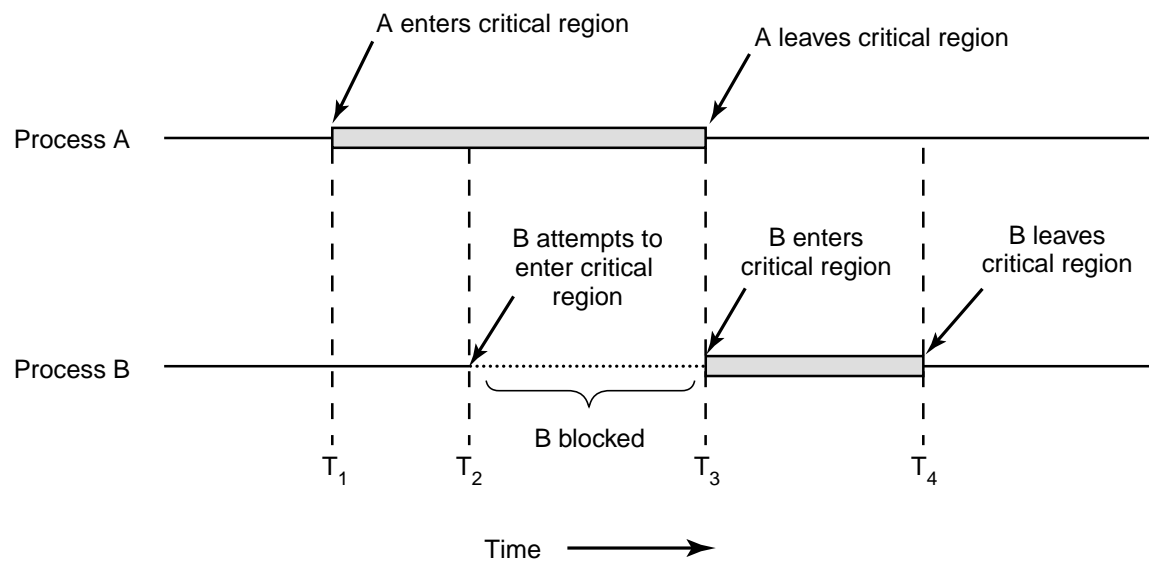 A enters critical region
A leaves critical region
Process A
B attempts to
enter critical
region
B enters
critical region
B leaves
critical region
Process B
B blocked
T1
T2
T3
T4
Time